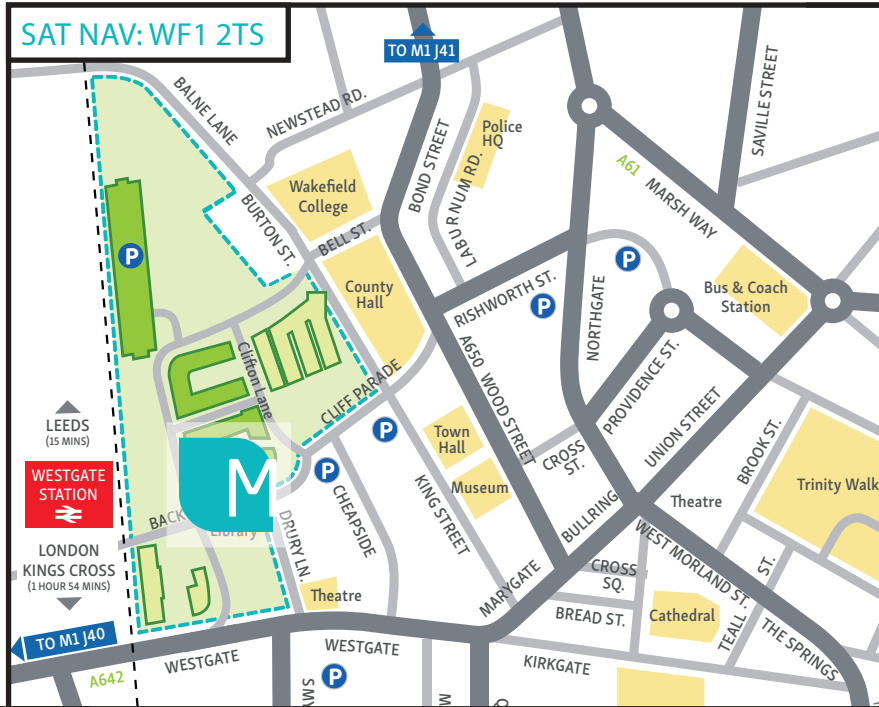 SAT NAV: WF1 2TS
TO M1 J41
BALNE LANE
NEWSTEAD RD.
BOND STREET
LABURNUM RD.
Police
HQ
SAVILLE STREET
A61
MARSH WAY
Wakefield
College
BURTON ST.
BELL ST.
P
County
Hall
RISHWORTH ST.
P
P
NORTHGATE
Bus & Coach
Station
Clifton Lane
CLIFF PARADE
A650 WOOD STREET
PROVIDENCE ST.
UNION STREET
LEEDS
(15 MINS)
WESTGATE
STATION
LONDON
KINGS CROSS
(1 HOUR 54 MINS)
TO M1 J40
A642
M
BACK
Library
DRURY LN.
P
P
CHEAPSIDE
KING STREET
Town
Hall
Museum
CROSS
ST.
BULLRING
MARYGATE
Theatre
BROOK ST.
Trinity Walk
WEST MORLAND ST.
CROSS
SQ.
BREAD ST.
Cathedral
TEALL ST.
THE SPRINGS
Theatre
WESTGATE
WESTGATE
KIRKGATE
P
SMY
M